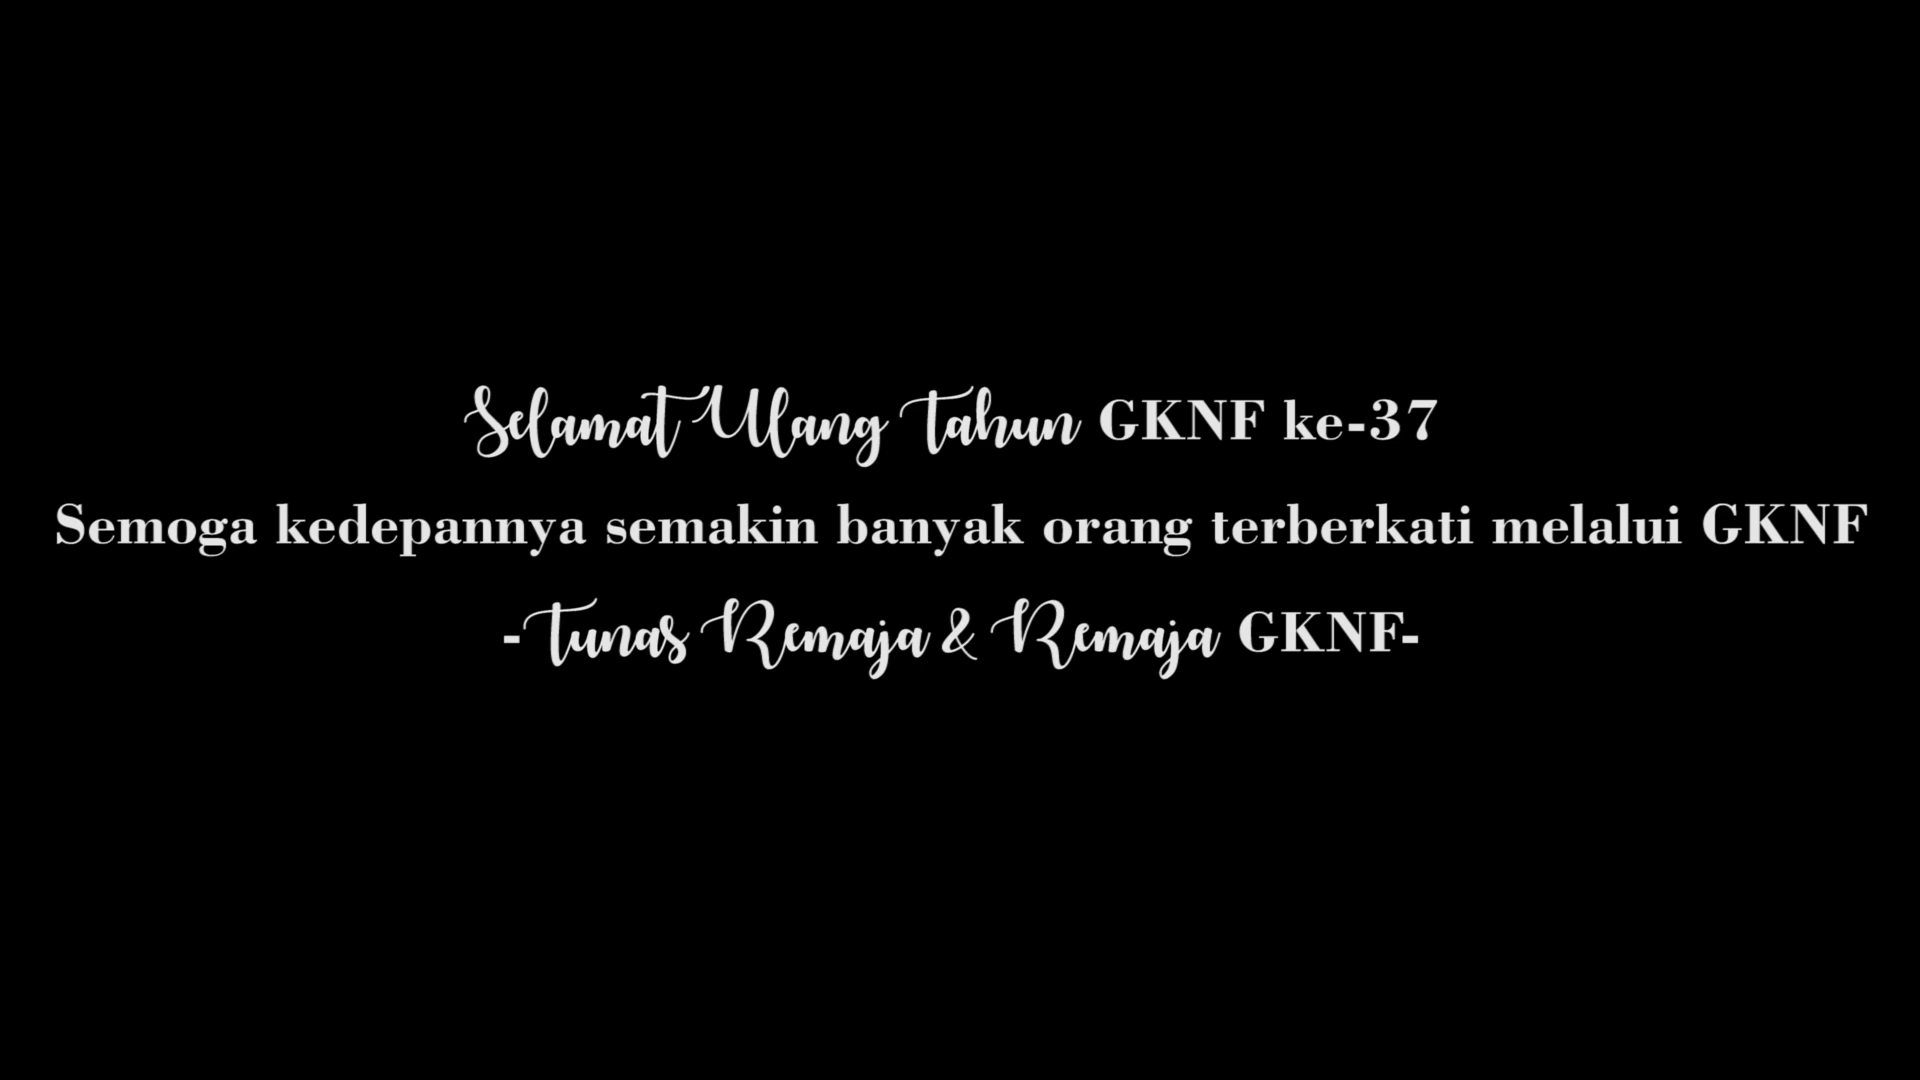 Selamat Ulang Tahun GKNF ke-37
Semoga kedepannya semakin banyak orang terberkati melalui GKNF
-Tunas Remaja & Remaja GKNF-